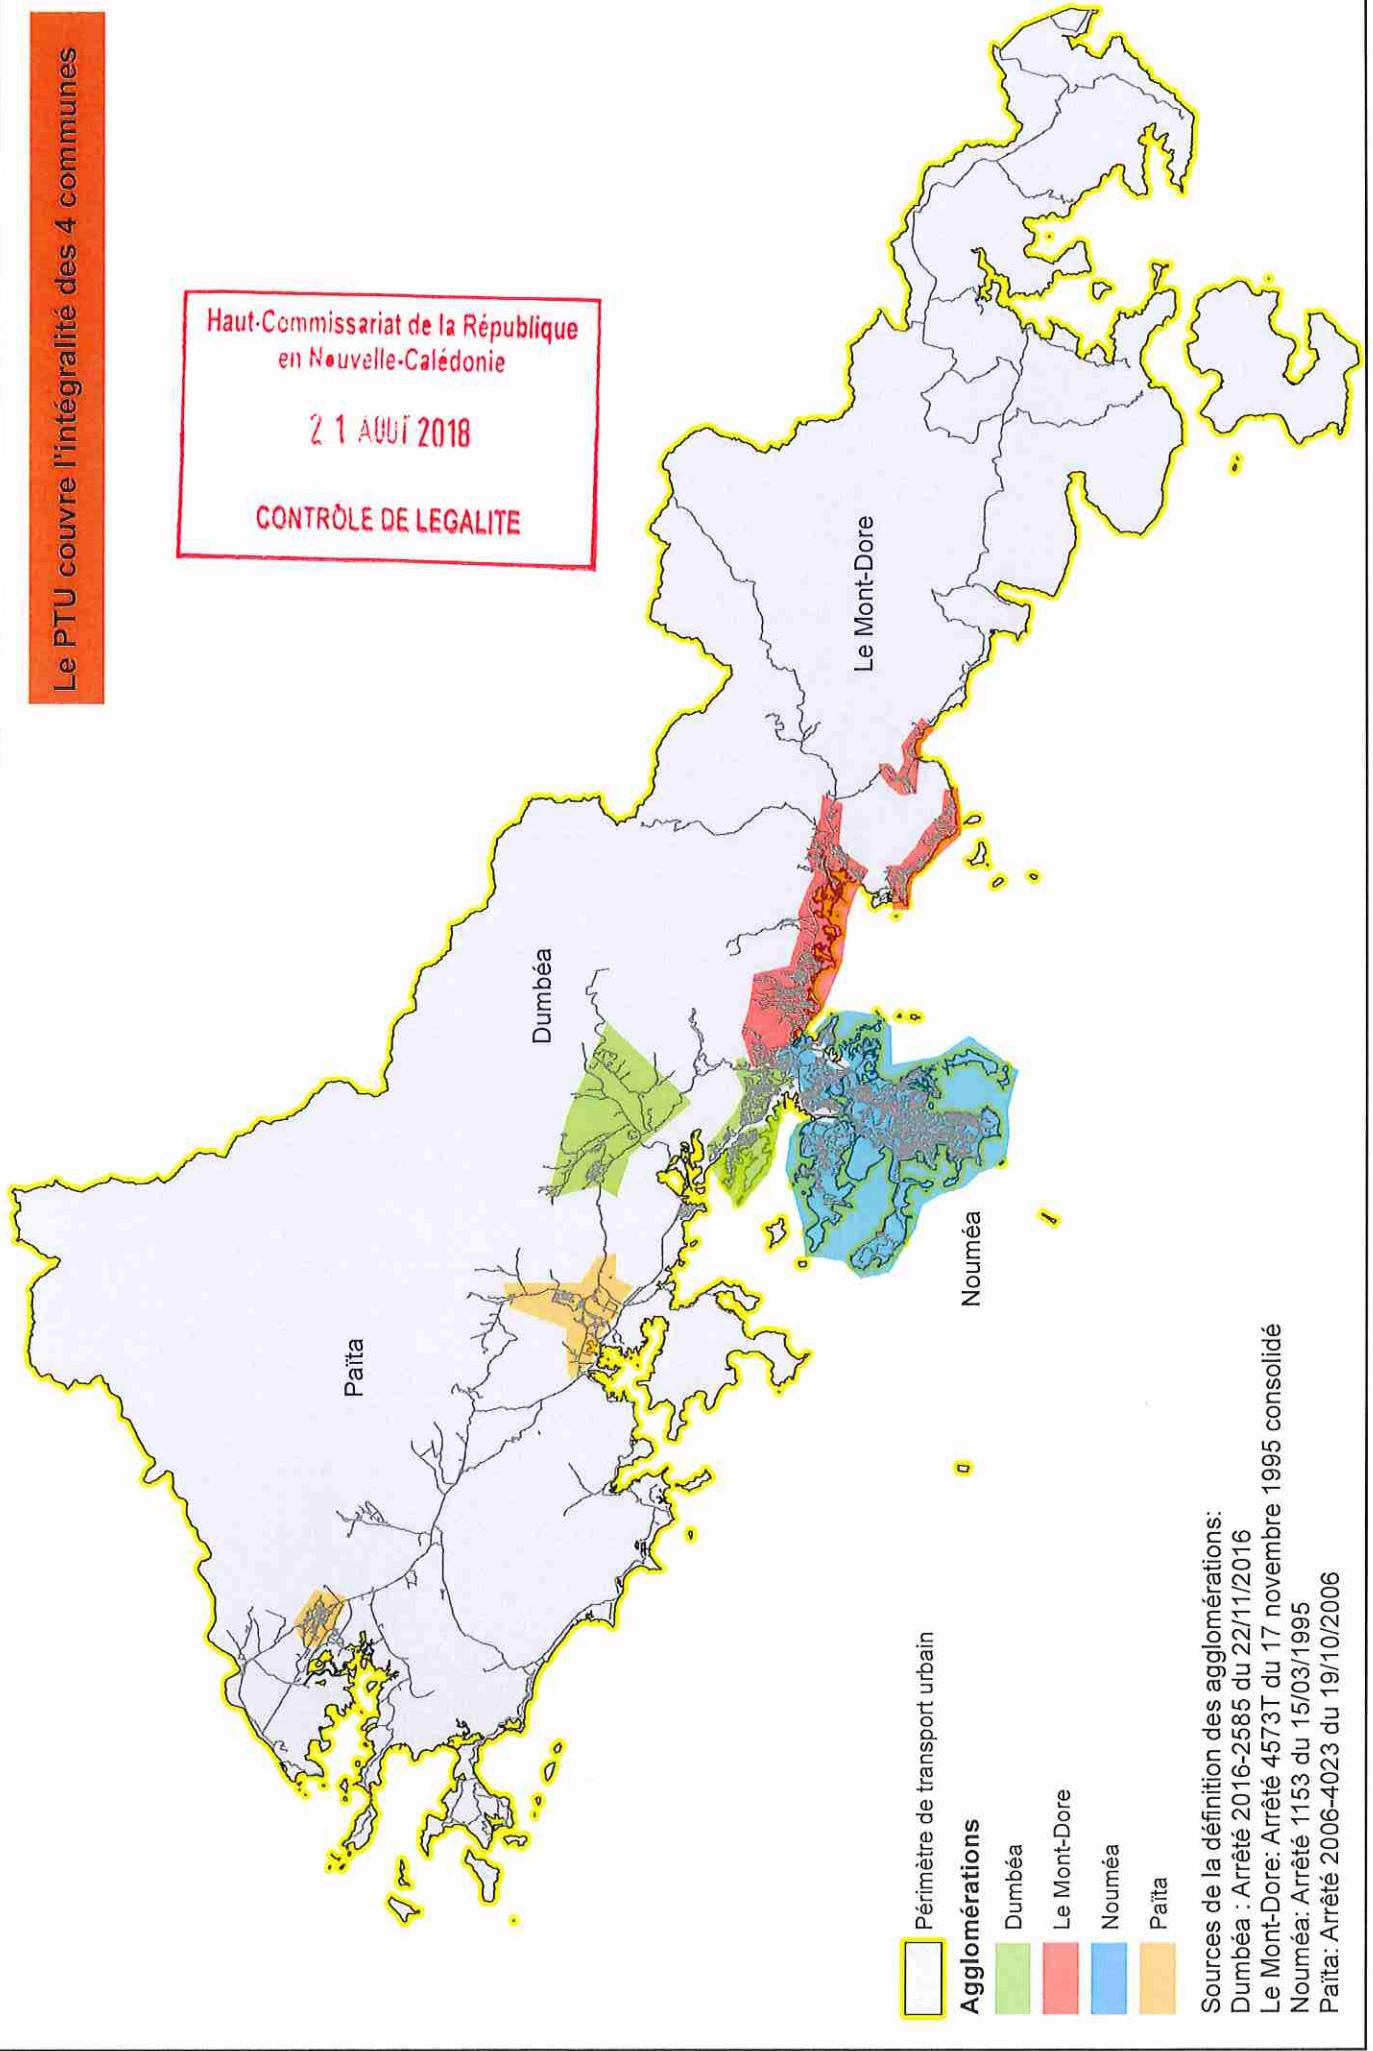 Le PTU couvre l'intégralité des 4 communes
Haut-Commissariat de la République
en Nouvelle-Calédonie
2 1 AOUT 2018
CONTRÔLE DE LEGALITE
Le Mont-Dore
Dumbéa
Païta
Nouméa
Périmètre de transport urbain
Agglomérations
Dumbéa
Le Mont-Dore
Nouméa
Païta
Sources de la définition des agglomérations:
Dumbéa : Arrêté 2016-2585 du 22/11/2016
Le Mont-Dore: Arrêté 4573T du 17 novembre 1995 consolidé
Nouméa: Arrêté 1153 du 15/03/1995
Païta: Arrêté 2006-4023 du 19/10/2006